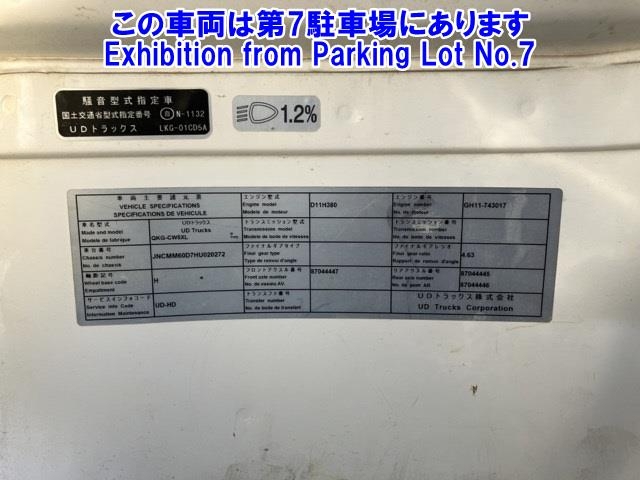 この車両は第7駐車場にあります
Exhibition from Parking Lot No.7
騒音型式指定車
国土交通省型式指定番号 自 N-1132
UDトラックス LKG-01CD5A
1.2%
車両主要諸元表
VEHICLE SPECIFICATIONS
SPECIFICATIONS DE VEHICULE
車名型式 UDトラックス
Make and model UD Trucks
Modele de fabrique QKG-CW5XL
車台番号
Chassis number JNCMM60D7HU020272
No. de chassis
輪距記号
Wheel base code H
Empattement
サービスインフォコード
Service info Code UD-HD
Information Maintenance
エンジン型式
Engine model D11H380
Modele de moteur
トランスミッション型式
Transmission model
Modele de boite de vitesses
ファイナルギアタイプ
Final gear type
Type de renvoi d'angle
フロントアクスル番号 87044447
Front axle number
No. de essieu AV.
トランスファ番号
Transfer number
No. de boite de transfert
エンジン番号
Engine number GH11-743017
No. de moteur
トランスミッション番号
Transmission number
No. de boite de vitesses
ファイナルギアレシオ
Final gear ratio 4.63
Rapport de renvoi d'angle
リアアクスル番号 87044445
Rear axle number
No. de pont AR 87044446
UDトラックス株式会社
UD Trucks Corporation